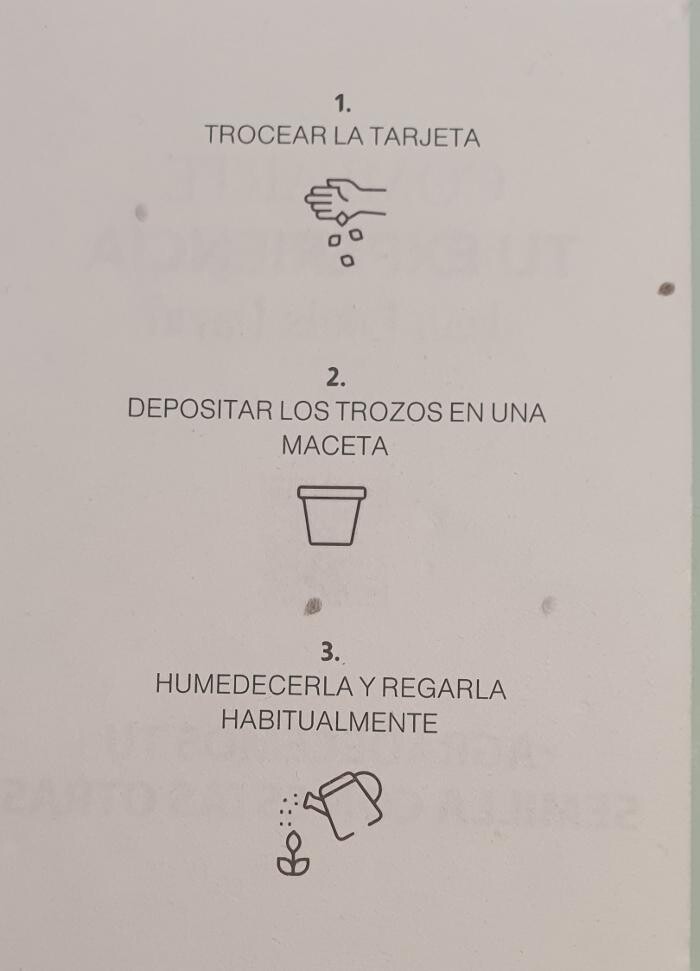 1.
TROCEAR LA TARJETA
2.
DEPOSITAR LOS TROZOS EN UNA
MACETA
3.
HUMEDECERLA Y REGARLA
HABITUALMENTE